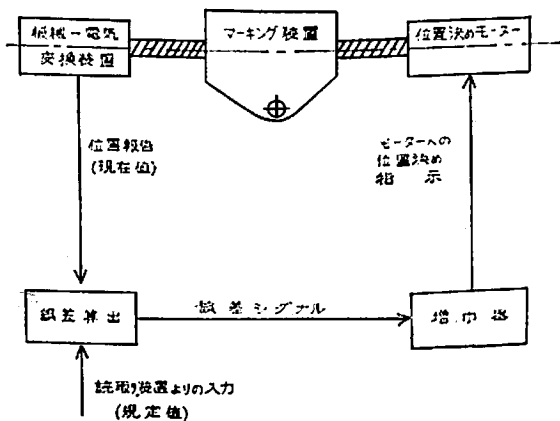 機械－電気
変換装置
マーキング装置
位置決めモーター
位置報告
(現在値)
モーターへの
位置決め
指示
誤差算出
誤差シグナル
増巾器
読取り装置よりの入力
(規定値)